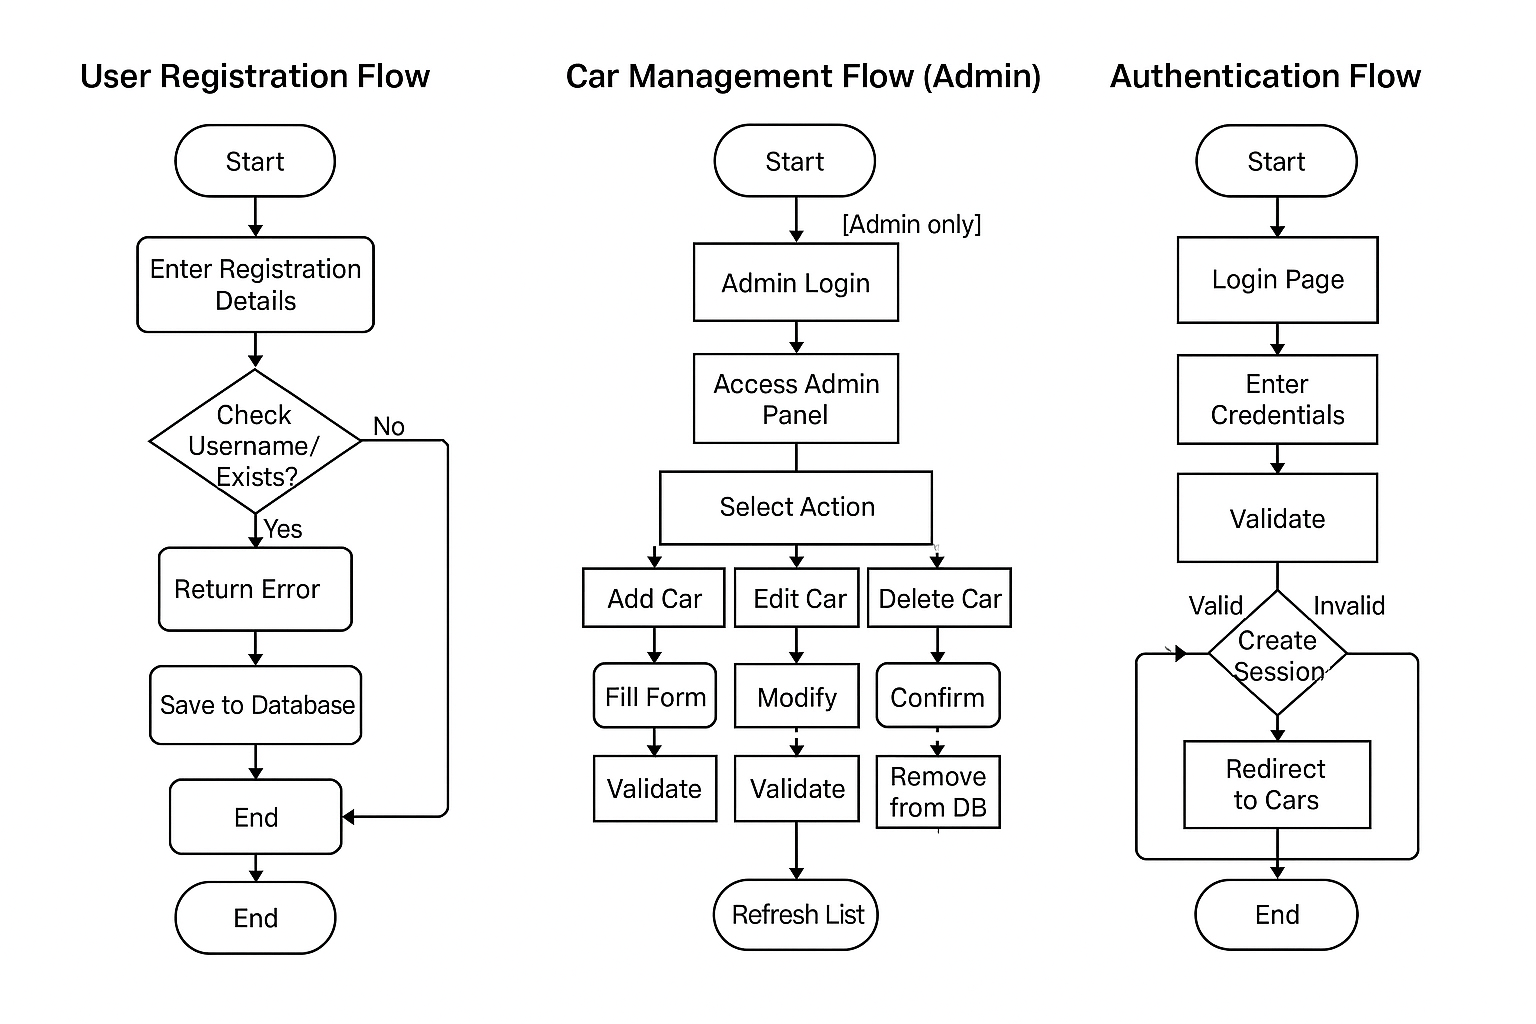 User Registration Flow
Start
Enter Registration
Details
Check
Username/
Exists?
No
Yes
Return Error
Save to Database
End
End
Car Management Flow (Admin)
Start
[Admin only]
Admin Login
Access Admin
Panel
Select Action
Add Car
Edit Car
Delete Car
Fill Form
Modify
Confirm
Validate
Validate
Remove
from DB
Refresh List
Authentication Flow
Start
Login Page
Enter
Credentials
Validate
Valid
Invalid
Create
Session
Redirect
to Cars
End